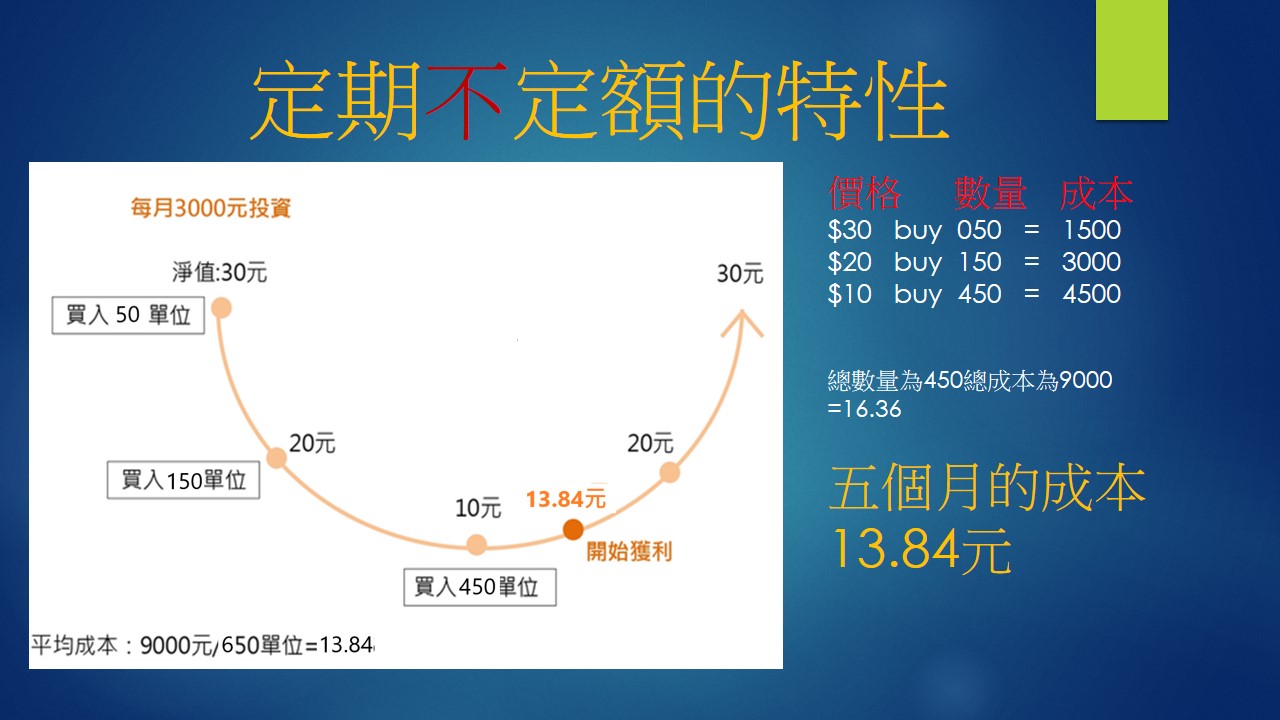 定期不定額的特性
每月3000元投資
淨值:30元
30元
買入 50 單位
20元
20元
買入150單位
10元
13.84元
開始獲利
買入450單位
平均成本：9000元/650單位=13.84
價格 數量 成本
$30 buy 050 = 1500
$20 buy 150 = 3000
$10 buy 450 = 4500
總數量為450總成本為9000
=16.36
五個月的成本
13.84元